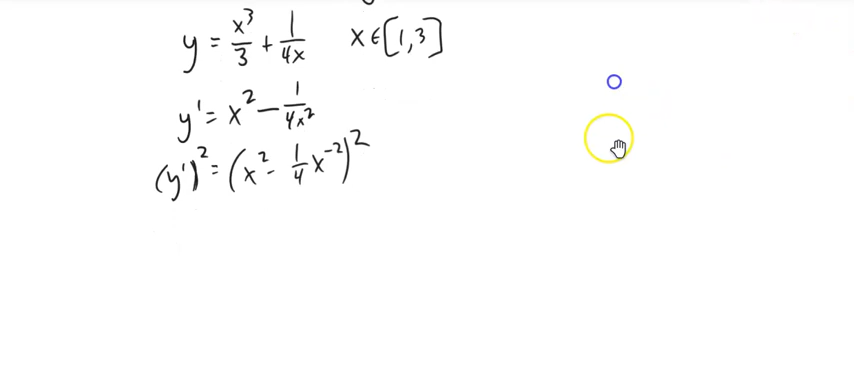 y = x³/3 + 1/4x x ∈ [1,3]
y' = x² − 1/4x²
(y')² = (x² − 1/4 x⁻²)²